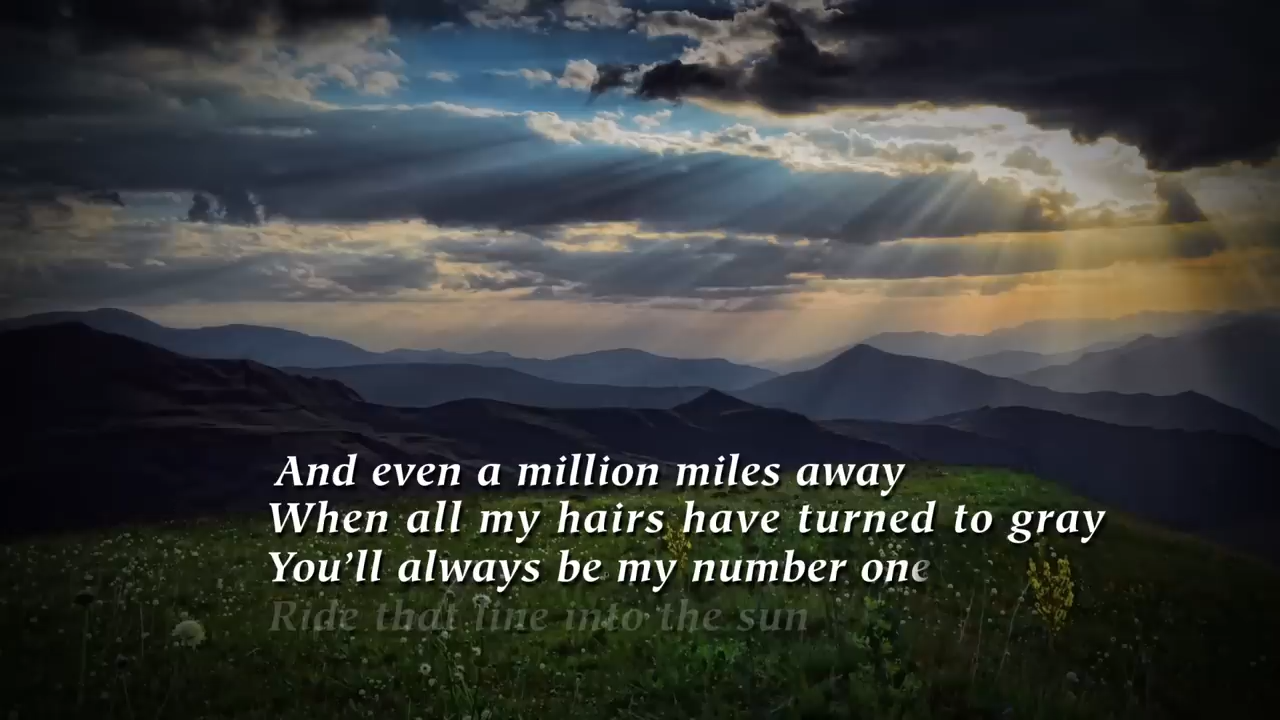 And even a million miles away
When all my hairs have turned to gray
You'll always be my number one
Ride that line into the sun